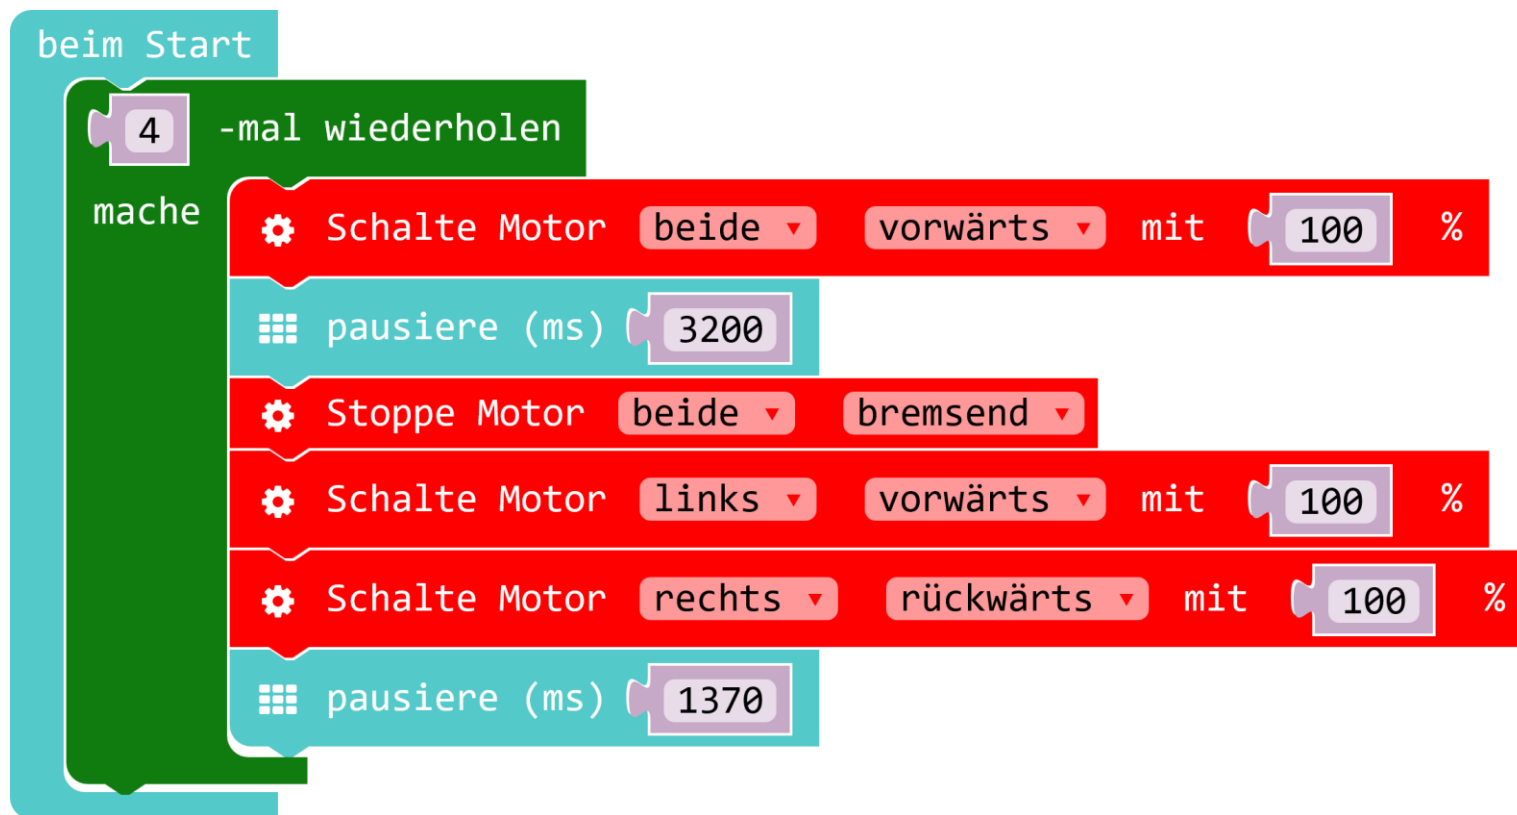 beim Start
4 -mal wiederholen
mache
Schalte Motor beide vorwärts mit 100 %
pausiere (ms) 3200
Stoppe Motor beide bremsend
Schalte Motor links vorwärts mit 100 %
Schalte Motor rechts rückwärts mit 100 %
pausiere (ms) 1370